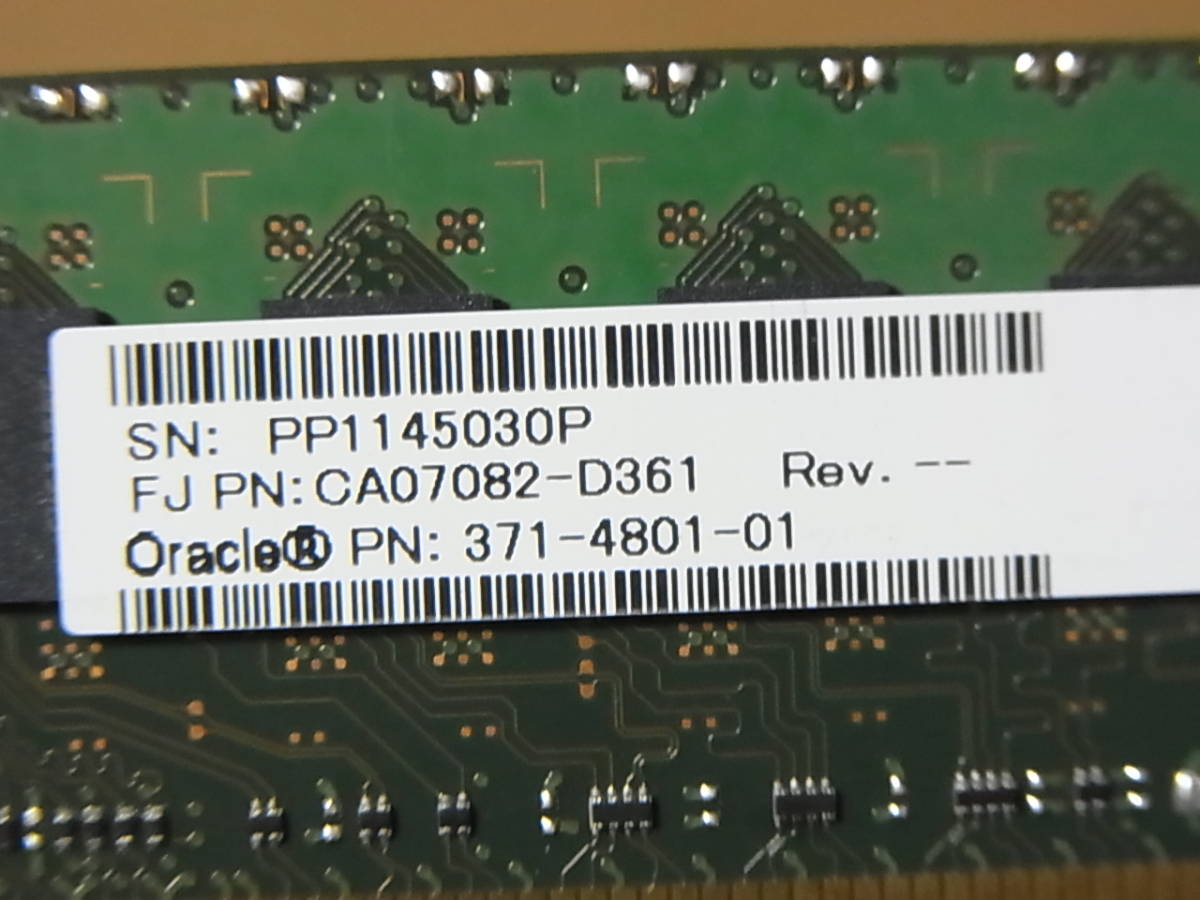 SN: PP1145030P
FJ PN:CA07082-D361 Rev. --
Oracle® PN: 371-4801-01